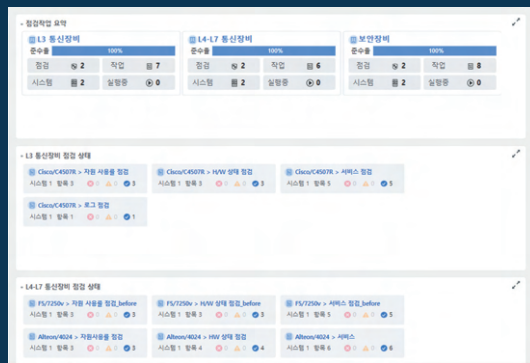 점검작업 요약
L3 통신장비 L4-L7 통신장비 보안장비
준수율 100% 준수율 100% 준수율 100%
점검 2 작업 7 점검 2 작업 6 점검 2 작업 8
시스템 2 실행중 0 시스템 2 실행중 0 시스템 2 실행중 0
L3 통신장비 점검 상태
Cisco/C4507R > 자원 사용율 점검 Cisco/C4507R > H/W 상태 점검 Cisco/C4507R > 서비스 점검
시스템 1 항목 3 0 0 3 시스템 1 항목 3 0 0 3 시스템 1 항목 5 0 0 5
Cisco/C4507R > 로그 점검
시스템 1 항목 1 0 0 1
L4-L7 통신장비 점검 상태
F5/7250v > 자원 사용율 점검_before F5/7250v > H/W 상태 점검_before F5/7250v > 서비스 점검_before
시스템 1 항목 3 0 0 3 시스템 1 항목 3 0 0 3 시스템 1 항목 5 0 0 5
Alteon/4024 > 자원사용율 점검 Alteon/4024 > HW 상태 점검 Alteon/4024 > 서비스
시스템 1 항목 3 0 0 3 시스템 1 항목 4 0 0 4 시스템 1 항목 6 0 0 6